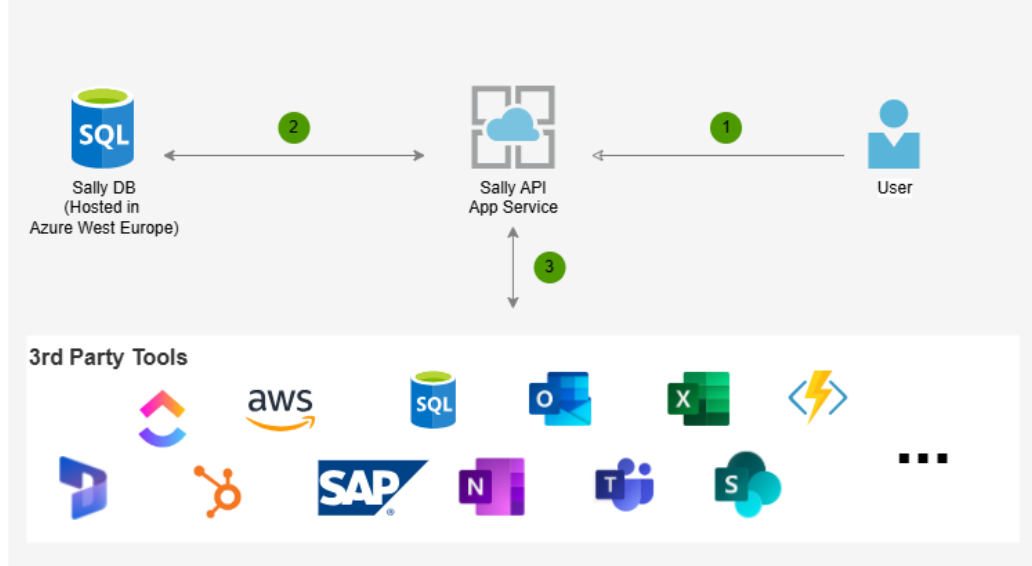 SQL
2
1
Sally DB
(Hosted in
Azure West Europe)
Sally API
App Service
User
3
3rd Party Tools
aws
SQL
O
X
SAP
®
N
T
S
...